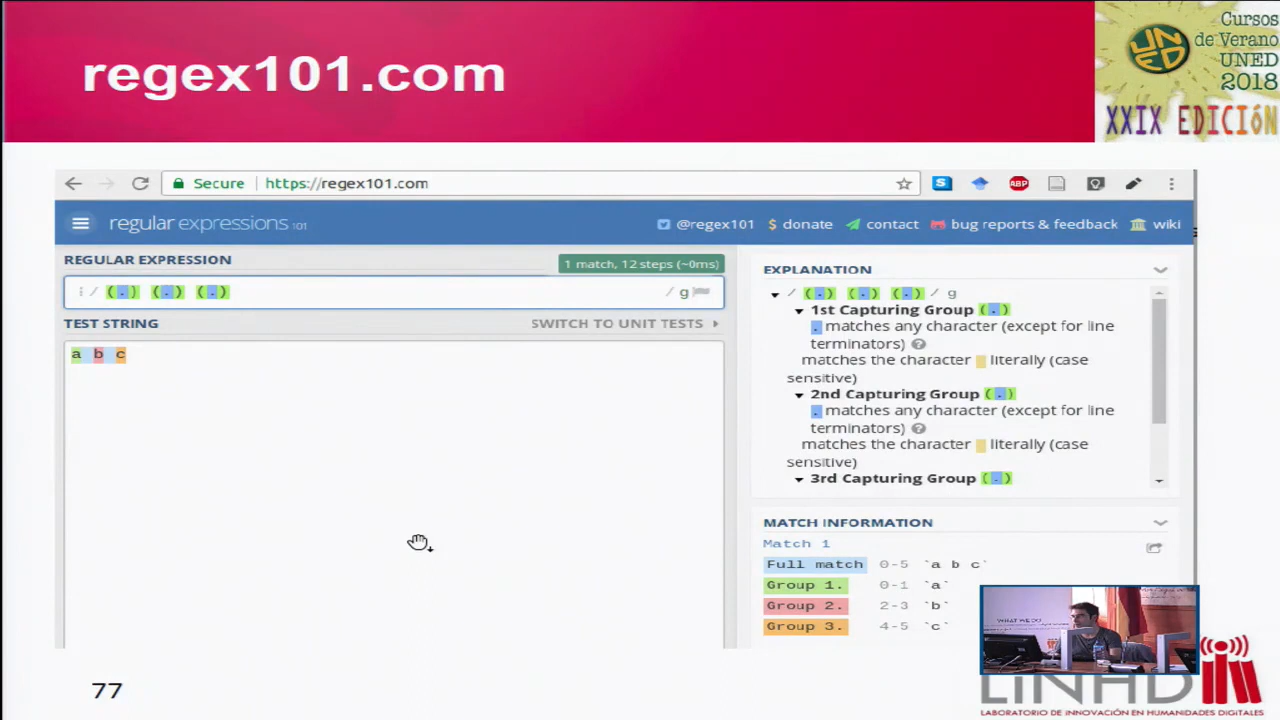 regex101.com
Cursos
de Verano
UNED
2018
XXIX EDICIÓN
Secure https://regex101.com
ABP
regular expressions 101
@regex101 $ donate contact bug reports & feedback wiki
REGULAR EXPRESSION
1 match, 12 steps (~0ms)
/ (.) (.) (.) / g
TEST STRING
SWITCH TO UNIT TESTS
a b c
EXPLANATION
/ (.) (.) (.) / g
1st Capturing Group (.)
. matches any character (except for line
terminators)
matches the character literally (case
sensitive)
2nd Capturing Group (.)
. matches any character (except for line
terminators)
matches the character literally (case
sensitive)
3rd Capturing Group (.)
MATCH INFORMATION
Match 1
Full match 0-5 `a b c`
Group 1. 0-1 `a`
Group 2. 2-3 `b`
Group 3. 4-5 `c`
WHAT WE DO
77
LINHD
LABORATORIO DE INNOVACIÓN EN HUMANIDADES DIGITALES